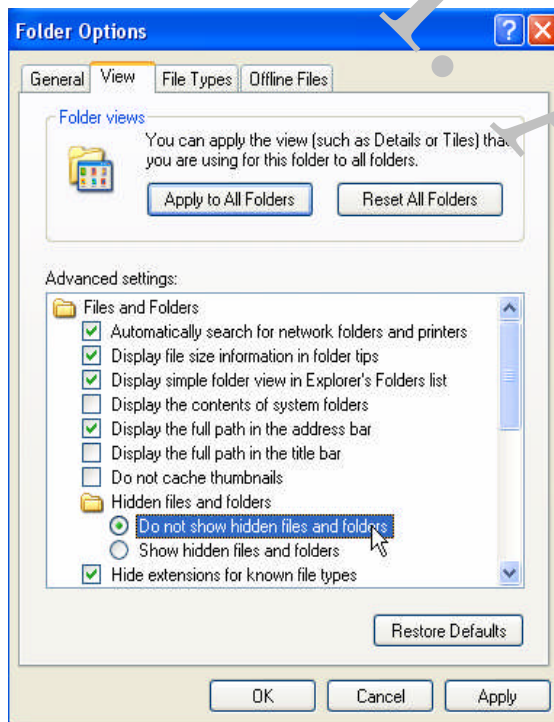 Folder Options
General View File Types Offline Files
Folder views
You can apply the view (such as Details or Tiles) that
you are using for this folder to all folders.
Apply to All Folders Reset All Folders
Advanced settings:
Files and Folders
Automatically search for network folders and printers
Display file size information in folder tips
Display simple folder view in Explorer's Folders list
Display the contents of system folders
Display the full path in the address bar
Display the full path in the title bar
Do not cache thumbnails
Hidden files and folders
Do not show hidden files and folders
Show hidden files and folders
Hide extensions for known file types
Restore Defaults
OK Cancel Apply